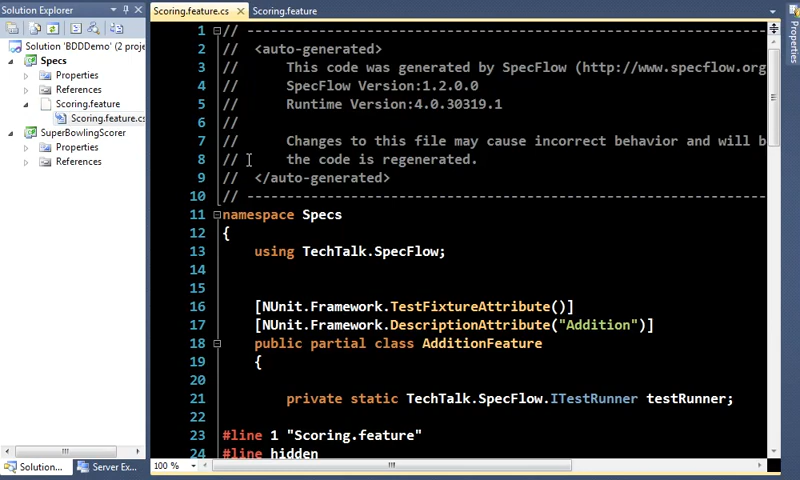 Solution Explorer
Solution 'BDDDemo' (2 proj
Specs
Properties
References
Scoring.feature
Scoring.feature.cs
SuperBowlingScorer
Properties
References
Solution...
Server Ex...
Scoring.feature.cs
Scoring.feature
1 // ----------------------------------------------------------------
2 // <auto-generated>
3 // This code was generated by SpecFlow (http://www.specflow.org
4 // SpecFlow Version:1.2.0.0
5 // Runtime Version:4.0.30319.1
6 //
7 // Changes to this file may cause incorrect behavior and will b
8 // the code is regenerated.
9 // </auto-generated>
10 // ----------------------------------------------------------------
11 namespace Specs
12 {
13 using TechTalk.SpecFlow;
14
15
16 [NUnit.Framework.TestFixtureAttribute()]
17 [NUnit.Framework.DescriptionAttribute("Addition")]
18 public partial class AdditionFeature
19 {
20
21 private static TechTalk.SpecFlow.ITestRunner testRunner;
22
23 #line 1 "Scoring.feature"
24 #line hidden
100 %
Properties